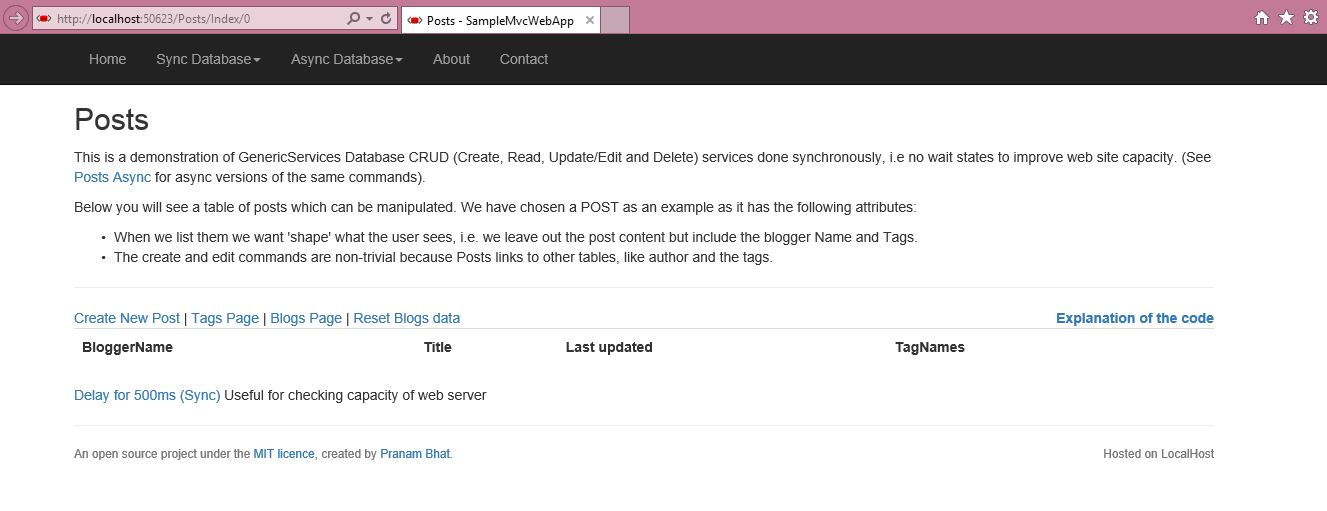 http://localhost:50623/Posts/Index/0 Posts - SampleMvcWebApp
Home Sync Database Async Database About Contact
Posts
This is a demonstration of GenericServices Database CRUD (Create, Read, Update/Edit and Delete) services done synchronously, i.e no wait states to improve web site capacity. (See
Posts Async for async versions of the same commands).
Below you will see a table of posts which can be manipulated. We have chosen a POST as an example as it has the following attributes:
• When we list them we want 'shape' what the user sees, i.e. we leave out the post content but include the blogger Name and Tags.
• The create and edit commands are non-trivial because Posts links to other tables, like author and the tags.
Create New Post | Tags Page | Blogs Page | Reset Blogs data Explanation of the code
BloggerName Title Last updated TagNames
Delay for 500ms (Sync) Useful for checking capacity of web server
An open source project under the MIT licence, created by Pranam Bhat. Hosted on LocalHost